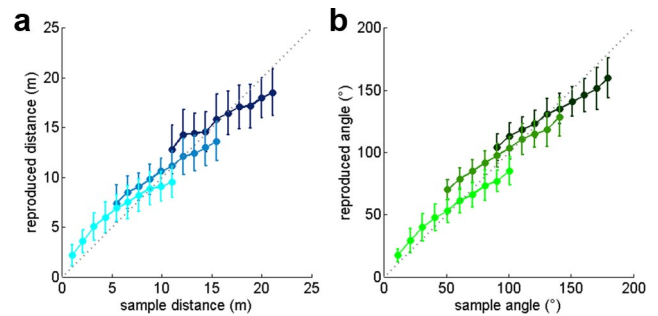 a
b
25
20
15
10
5
0
reproduced distance (m)
0 5 10 15 20 25
sample distance (m)
200
150
100
50
0
reproduced angle (°)
0 50 100 150 200
sample angle (°)